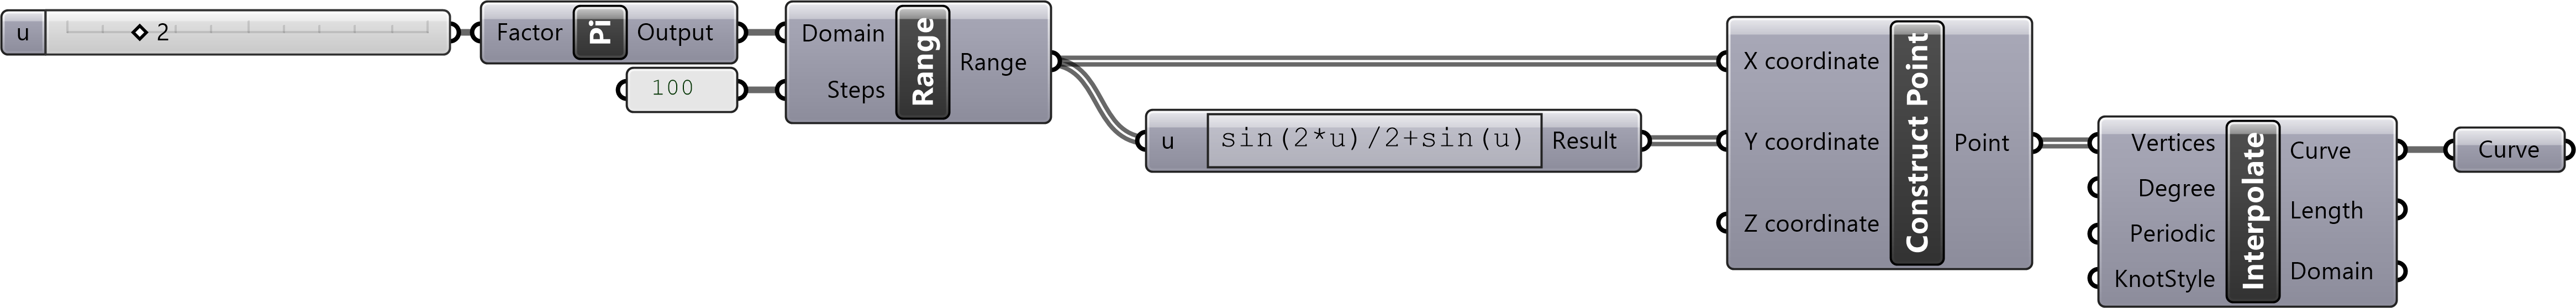 u 2
Factor Pi Output
100
Domain
Steps
Range
Range
u sin(2*u)/2+sin(u) Result
X coordinate
Y coordinate
Z coordinate
Construct Point
Point
Vertices
Degree
Periodic
KnotStyle
Interpolate
Curve
Length
Domain
Curve